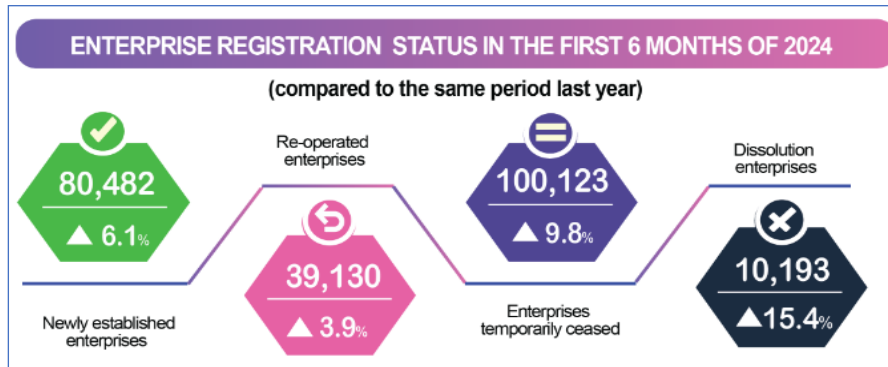 ENTERPRISE REGISTRATION STATUS IN THE FIRST 6 MONTHS OF 2024
(compared to the same period last year)
80,482
▲ 6.1%
Newly established
enterprises
Re-operated
enterprises
39,130
▲ 3.9%
100,123
▲ 9.8%
Enterprises
temporarily ceased
Dissolution
enterprises
10,193
▲15.4%